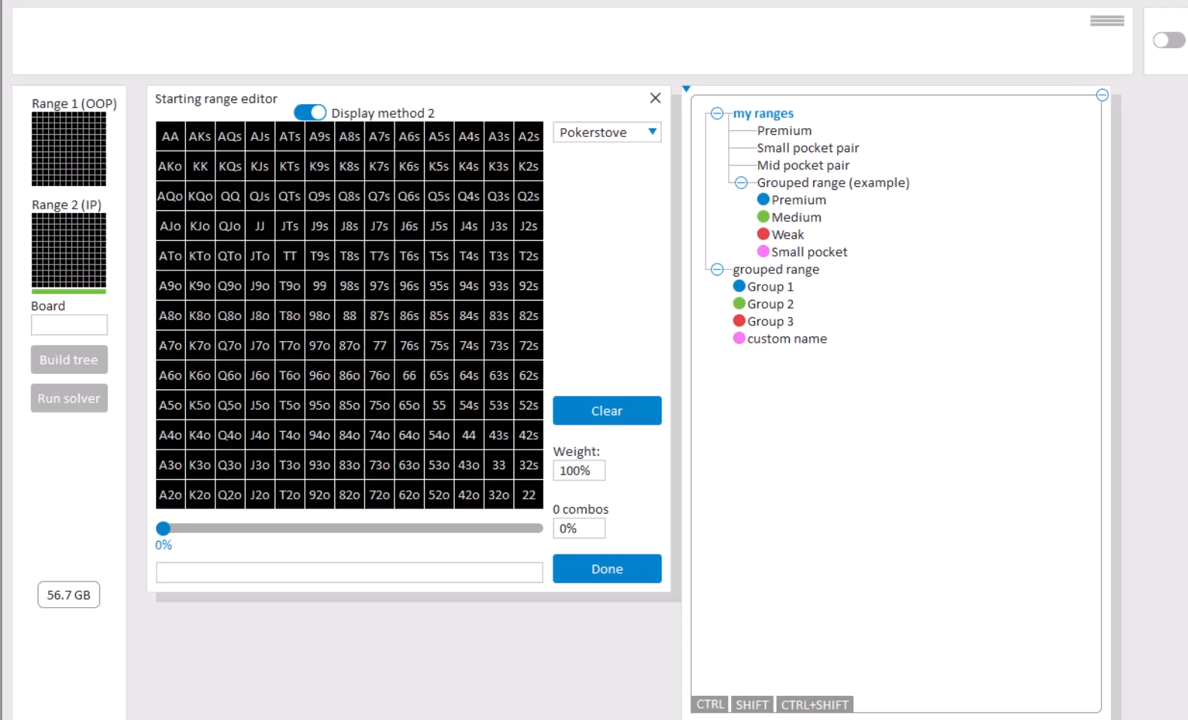 Range 1 (OOP)
Range 2 (IP)
Board
Build tree
Run solver
56.7 GB
Starting range editor
Display method 2
AA AKs AQs AJs ATs A9s A8s A7s A6s A5s A4s A3s A2s
AKo KK KQs KJs KTs K9s K8s K7s K6s K5s K4s K3s K2s
AQo KQo QQ QJs QTs Q9s Q8s Q7s Q6s Q5s Q4s Q3s Q2s
AJo KJo QJo JJ JTs J9s J8s J7s J6s J5s J4s J3s J2s
ATo KTo QTo JTo TT T9s T8s T7s T6s T5s T4s T3s T2s
A9o K9o Q9o J9o T9o 99 98s 97s 96s 95s 94s 93s 92s
A8o K8o Q8o J8o T8o 98o 88 87s 86s 85s 84s 83s 82s
A7o K7o Q7o J7o T7o 97o 87o 77 76s 75s 74s 73s 72s
A6o K6o Q6o J6o T6o 96o 86o 76o 66 65s 64s 63s 62s
A5o K5o Q5o J5o T5o 95o 85o 75o 65o 55 54s 53s 52s
A4o K4o Q4o J4o T4o 94o 84o 74o 64o 54o 44 43s 42s
A3o K3o Q3o J3o T3o 93o 83o 73o 63o 53o 43o 33 32s
A2o K2o Q2o J2o T2o 92o 82o 72o 62o 52o 42o 32o 22
0%
Pokerstove
Clear
Weight:
100%
0 combos
0%
Done
my ranges
Premium
Small pocket pair
Mid pocket pair
Grouped range (example)
Premium
Medium
Weak
Small pocket
grouped range
Group 1
Group 2
Group 3
custom name
CTRL SHIFT CTRL+SHIFT